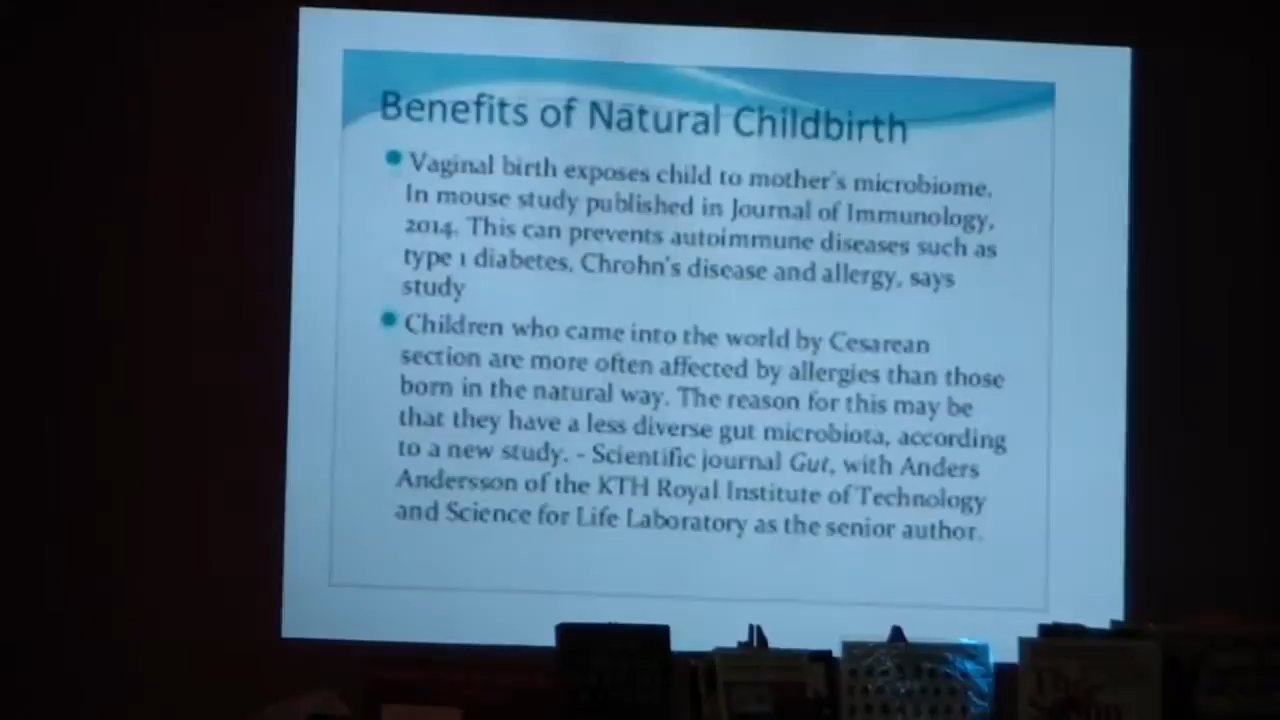 Benefits of Natural Childbirth
Vaginal birth exposes child to mother's microbiome.
In mouse study published in Journal of Immunology,
2014. This can prevents autoimmune diseases such as
type 1 diabetes, Chrohn's disease and allergy, says
study
Children who came into the world by Cesarean
section are more often affected by allergies than those
born in the natural way. The reason for this may be
that they have a less diverse gut microbiota, according
to a new study. - Scientific journal Gut, with Anders
Andersson of the KTH Royal Institute of Technology
and Science for Life Laboratory as the senior author.